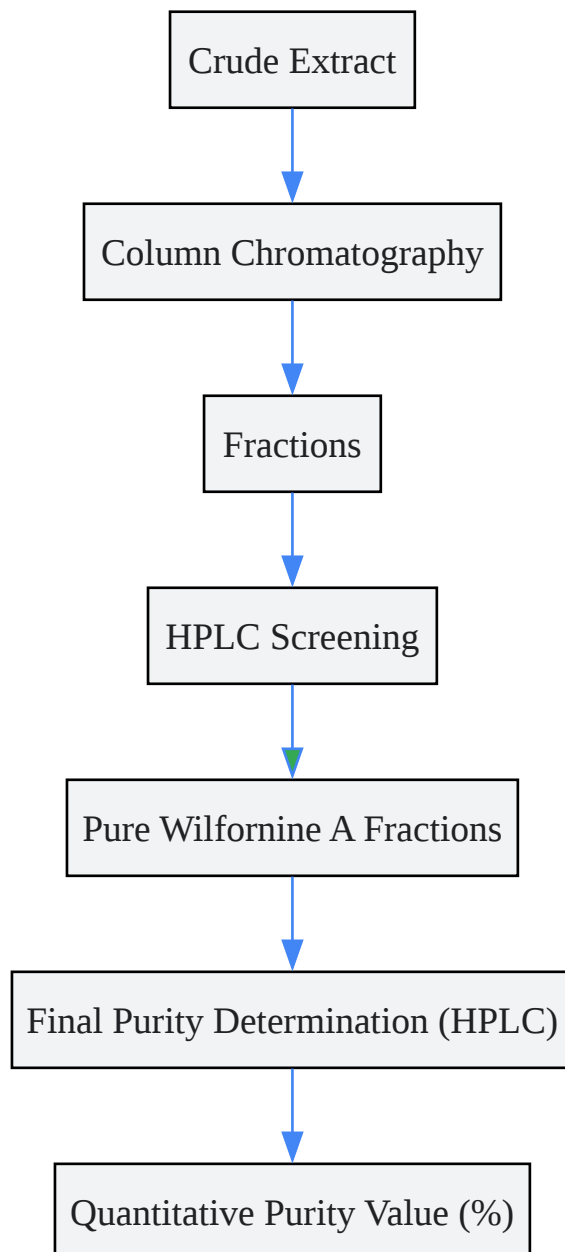 Crude Extract
Column Chromatography
Fractions
HPLC Screening
Pure Wilfornine A Fractions
Final Purity Determination (HPLC)
Quantitative Purity Value (%)